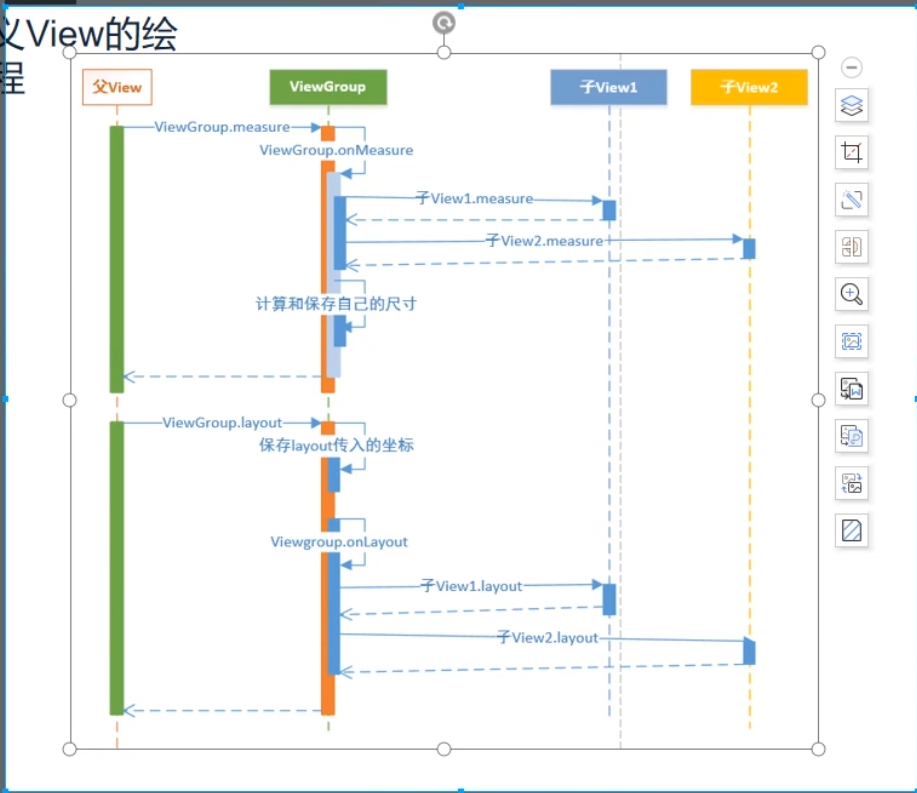 义View的绘
程
父View
ViewGroup
子View1
子View2
ViewGroup.measure
ViewGroup.onMeasure
子View1.measure
子View2.measure
计算和保存自己的尺寸
ViewGroup.layout
保存layout传入的坐标
Viewgroup.onLayout
子View1.layout
子View2.layout